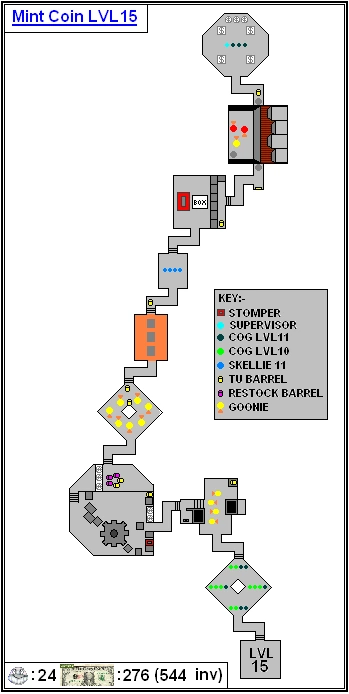 Mint Coin LVL15
BOX
KEY:-
STOMPER
SUPERVISOR
COG LVL11
COG LVL10
SKELLIE 11
TU BARREL
RESTOCK BARREL
GOONIE
LVL
15
:24
:276 (544 inv)